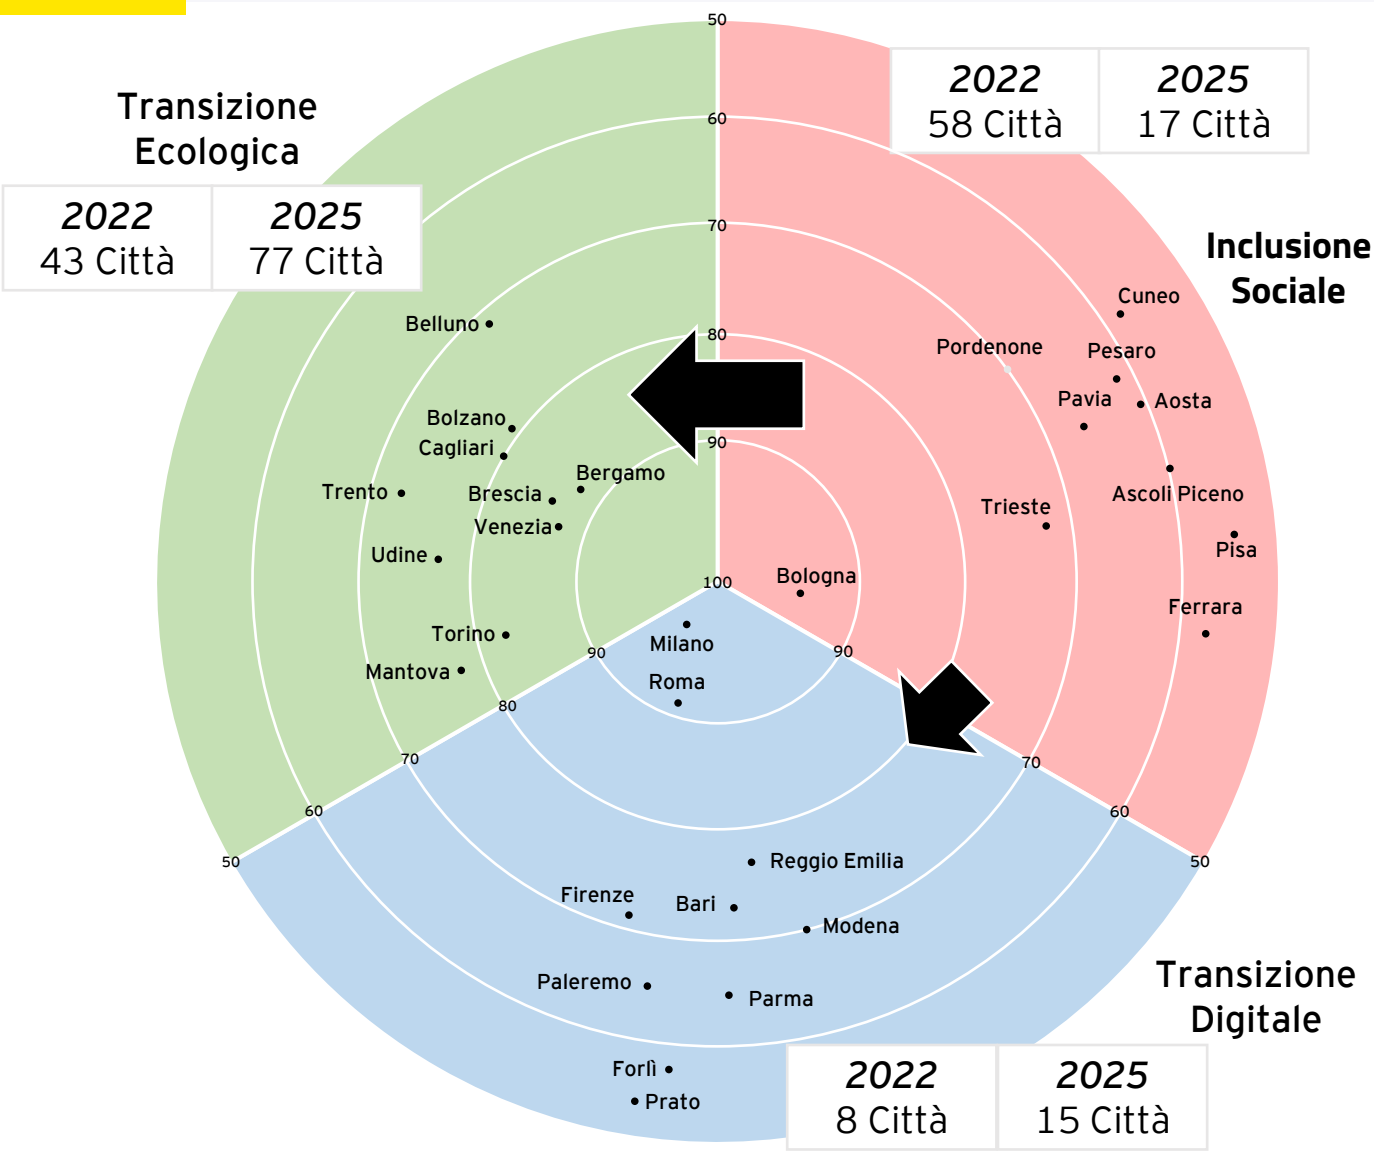 50
2022
58 Città
2025
17 Città
Transizione
Ecologica
60
2022
43 Città
2025
77 Città
70
Inclusione
Sociale
Cuneo
Belluno
80
Pordenone
Pesaro
Pavia
Aosta
Bolzano
Cagliari
90
Bergamo
Trento
Brescia
Ascoli Piceno
Venezia
Trieste
Udine
Pisa
100
Bologna
Ferrara
Torino
Milano
90
90
Mantova
Roma
80
70
70
60
60
50
50
Reggio Emilia
Firenze
Bari
Modena
Paleremo
Parma
Transizione
Digitale
Forlì
Prato
2022
8 Città
2025
15 Città